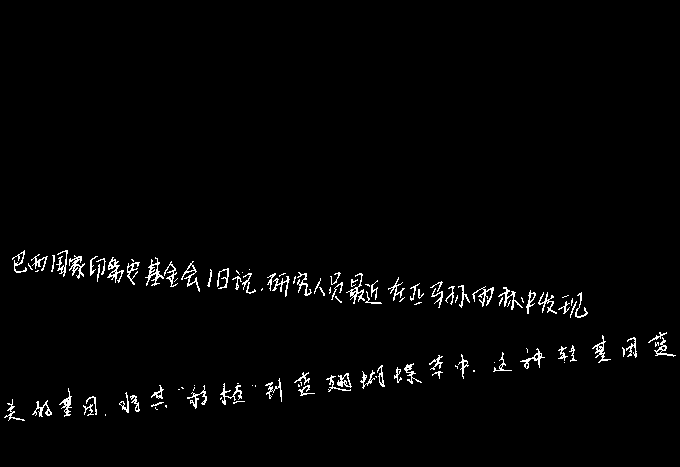 巴西国家印第安基金会1日说,研究人员最近在亚马孙雨林中发现
关的基因,将其“移植”到蓝翅蝴蝶草中.这种转基因蓝